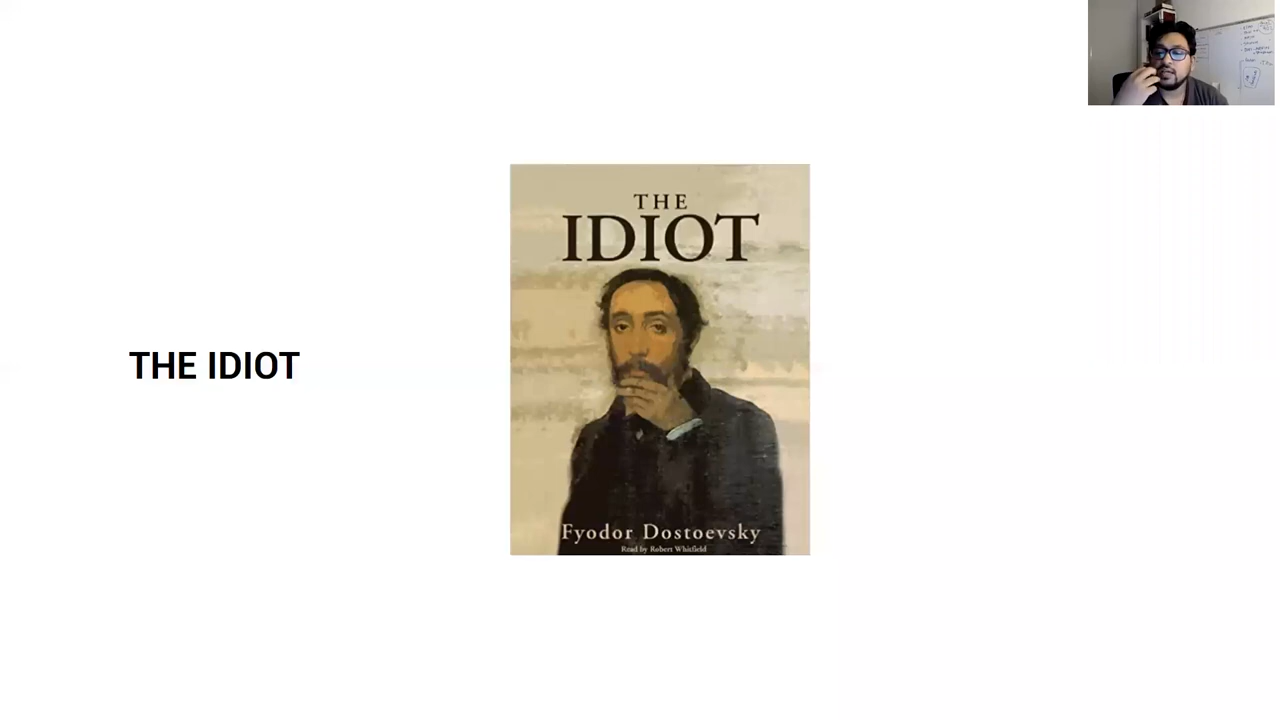 THE IDIOT
THE
IDIOT
Fyodor Dostoevsky
Read by Robert Whitfield